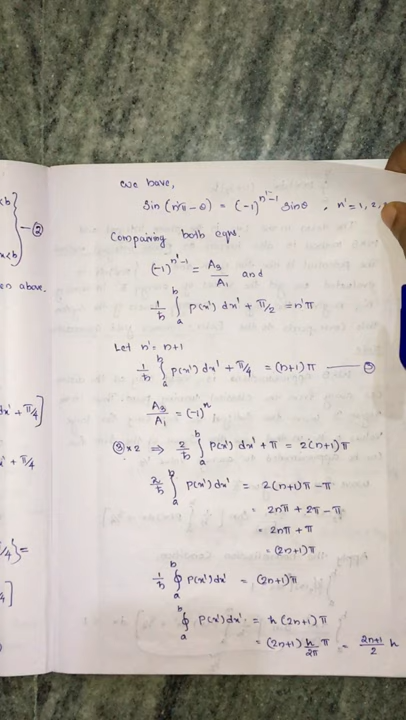 x<b
—②
x<b
en above.
dx' + π/4]
x' + π/4
π/4'}=
/4]
we have,
Sin(n'π - θ) = (-1)^{n'-1} Sinθ , n' = 1, 2,
Comparing both eqn.
(-1)^{n'-1} = A₃/A₁ and
1/ħ ∫_a^b P(x') dx' + π/2 = n'π
Let n' = n+1
1/ħ ∫_a^b P(x') dx' + π/4 = (n+1)π —— ③
A₃/A₁ = (-1)^n,
③×2 ⇒ 2/ħ ∫_a^b P(x') dx' + π = 2(n+1)π
2/ħ ∫_a^b P(x') dx' = 2(n+1)π - π
= 2nπ + 2π - π
= 2nπ + π
= (2n+1)π
1/ħ ∮_a^b P(x') dx' = (2n+1)π
∮_a^b P(x') dx' = ħ (2n+1) π
= (2n+1) h/2π π = 2n+1/2 h